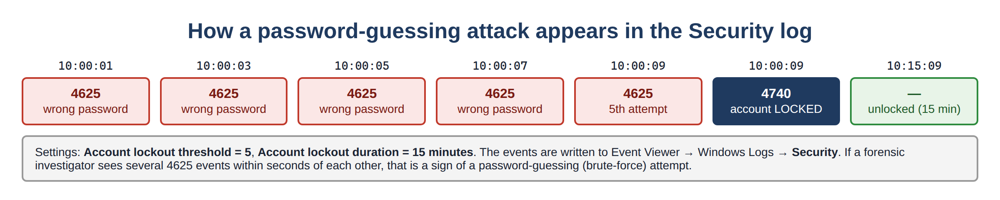 How a password-guessing attack appears in the Security log
10:00:01 10:00:03 10:00:05 10:00:07 10:00:09 10:00:09 10:15:09
4625 4625 4625 4625 4625 4740 —
wrong password wrong password wrong password wrong password 5th attempt account LOCKED unlocked (15 min)
Settings: Account lockout threshold = 5, Account lockout duration = 15 minutes. The events are written to Event Viewer → Windows Logs → Security. If a forensic
investigator sees several 4625 events within seconds of each other, that is a sign of a password-guessing (brute-force) attempt.